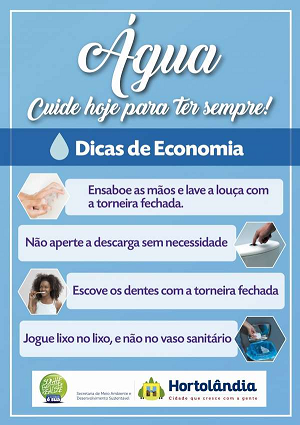 Água
Cuide hoje para ter sempre!
Dicas de Economia
Ensaboe as mãos e lave a louça com
a torneira fechada.
Não aperte a descarga sem necessidade
Escove os dentes com a torneira fechada
Jogue lixo no lixo, e não no vaso sanitário
Secretaria de Meio Ambiente e
Desenvolvimento Sustentável
Hortolândia
Cidade que cresce com a gente